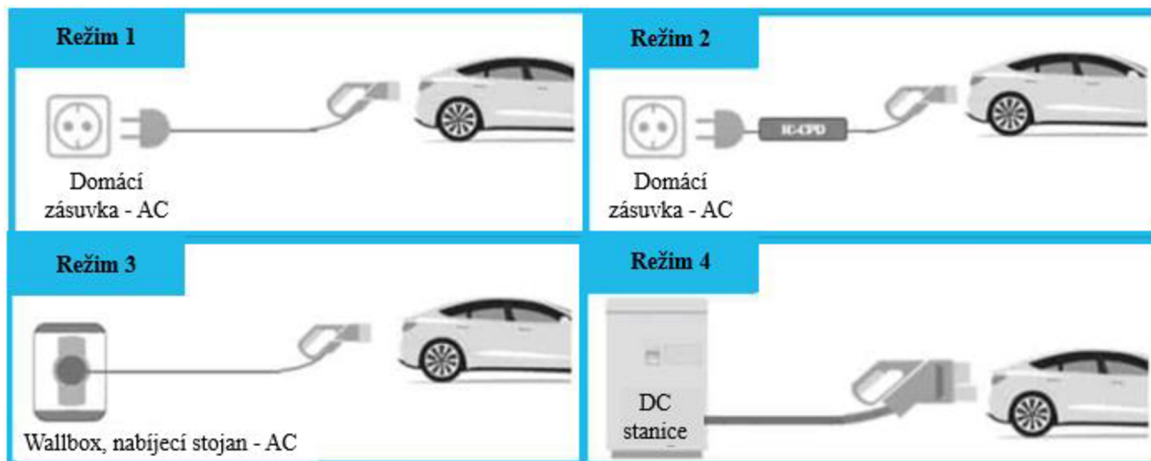 Režim 1
Domácí
zásuvka - AC
Režim 2
IC-CPD
Domácí
zásuvka - AC
Režim 3
Wallbox, nabíjecí stojan - AC
Režim 4
DC
stanice